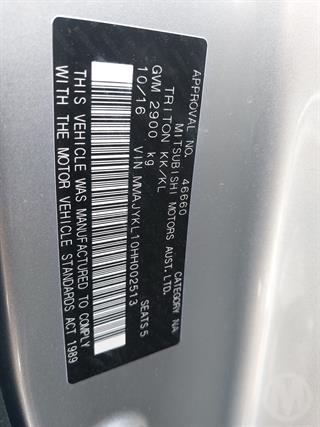 APPROVAL NO. 46660 CATEGORY NA
MITSUBISHI MOTORS AUST. LTD.
TRITON KK/KL
GVM 2900 kg SEATS 5
10/16 VIN MMAJYKL10HH002513
THIS VEHICLE WAS MANUFACTURED TO COMPLY
WITH THE MOTOR VEHICLE STANDARDS ACT 1989
M